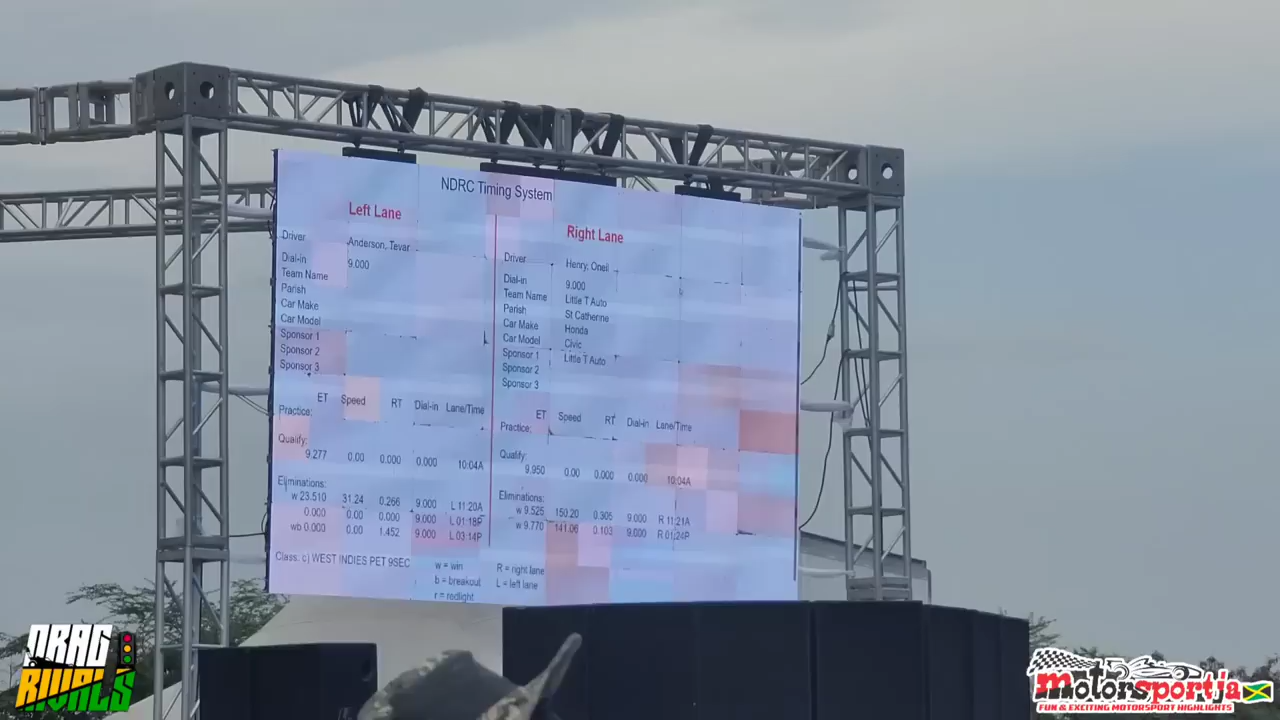 NDRC Timing System
Left Lane
Driver Anderson, Tevar
Dial-in 9.000
Team Name
Parish
Car Make
Car Model
Sponsor 1
Sponsor 2
Sponsor 3
ET Speed RT Dial-in Lane/Time
Practice:
Qualify:
9.277 0.00 0.000 0.000 10:04A
Eliminations:
w 23.510 31.24 0.266 9.000 L 11:20A
0.000 0.00 0.000 9.000 L 01:18P
wb 0.000 0.00 1.452 9.000 L 03:14P
Right Lane
Driver Henry, Oneil
Dial-in 9.000
Team Name Little T Auto
Parish St Catherine
Car Make Honda
Car Model Civic
Sponsor 1 Little T Auto
Sponsor 2
Sponsor 3
ET Speed RT Dial-in Lane/Time
Practice:
Qualify:
9.950 0.00 0.000 0.000 10:04A
Eliminations:
w 9.525 150.20 0.305 9.000 R 11:21A
w 9.770 141.06 0.103 9.000 R 01:24P
Class: c) WEST INDIES PET 9SEC
w = win R = right lane
b = breakout L = left lane
r = redlight
DRAG
RIVALS
motorsportja
FUN & EXCITING MOTORSPORT HIGHLIGHTS